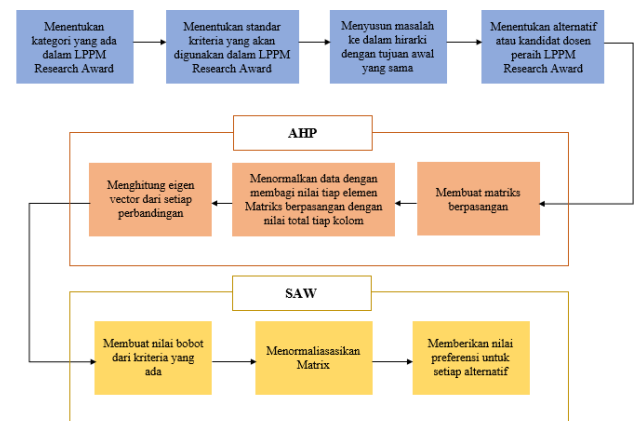 Menentukan
kategori yang ada
dalam LPPM
Research Award
Menentukan standar
kriteria yang akan
digunakan dalam LPPM
Research Award
Menyusun masalah
ke dalam hirarki
dengan tujuan awal
yang sama
Menentukan alternatif
atau kandidat dosen
peraih LPPM
Research Award
AHP
Membuat matriks
berpasangan
Menormalkan data dengan
membagi nilai tiap elemen
Matriks berpasangan dengan
nilai total tiap kolom
Menghitung eigen
vector dari setiap
perbandingan
SAW
Membuat nilai bobot
dari kriteria yang
ada
Menormaliasasikan
Matrix
Memberikan nilai
preferensi untuk
setiap alternatif